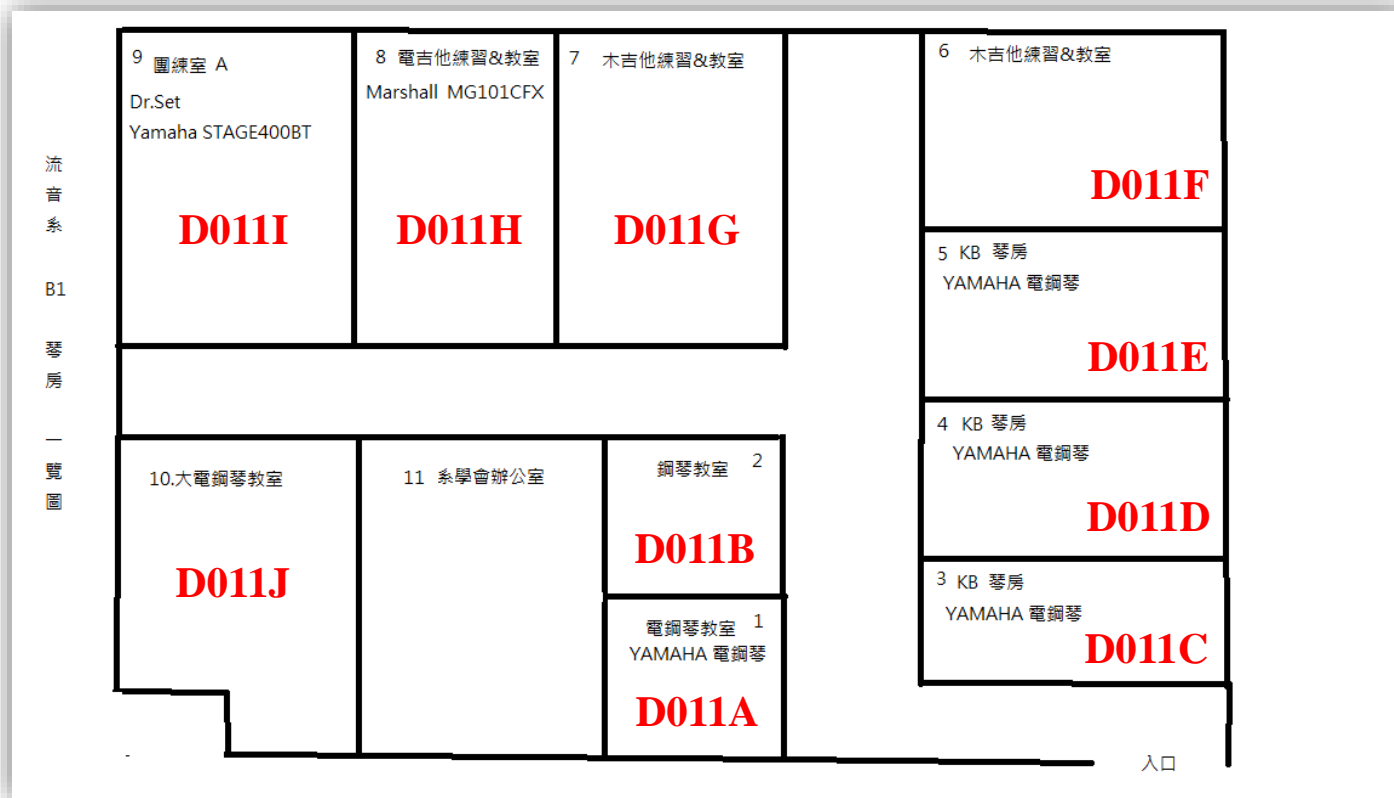 流
音
系
B1
琴
房
一
覽
圖
9 團練室 A
Dr.Set
Yamaha STAGE400BT
D011I
8 電吉他練習&教室
Marshall MG101CFX
D011H
7 木吉他練習&教室
D011G
6 木吉他練習&教室
D011F
5 KB 琴房
YAMAHA 電鋼琴
D011E
4 KB 琴房
YAMAHA 電鋼琴
D011D
3 KB 琴房
YAMAHA 電鋼琴
D011C
10.大電鋼琴教室
D011J
11 系學會辦公室
鋼琴教室 2
D011B
電鋼琴教室 1
YAMAHA 電鋼琴
D011A
-
入口